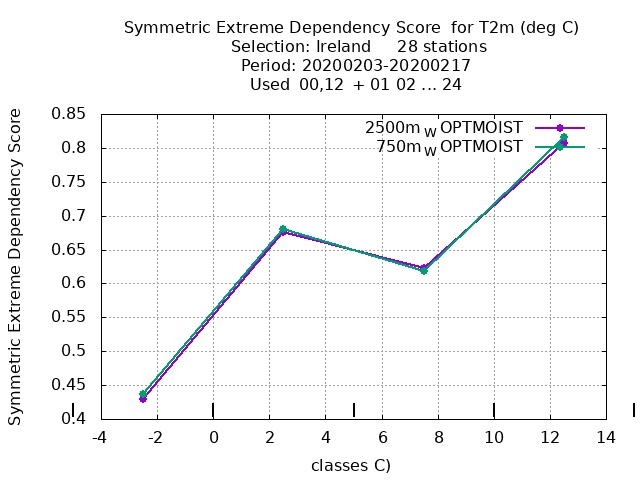 Symmetric Extreme Dependency Score for T2m (deg C)
Selection: Ireland 28 stations
Period: 20200203-20200217
Used 00,12 + 01 02 ... 24
Symmetric Extreme Dependency Score
0.85
0.8
0.75
0.7
0.65
0.6
0.55
0.5
0.45
0.4
2500m W OPTMOIST
750m W OPTMOIST
-4 -2 0 2 4 6 8 10 12 14
classes C)